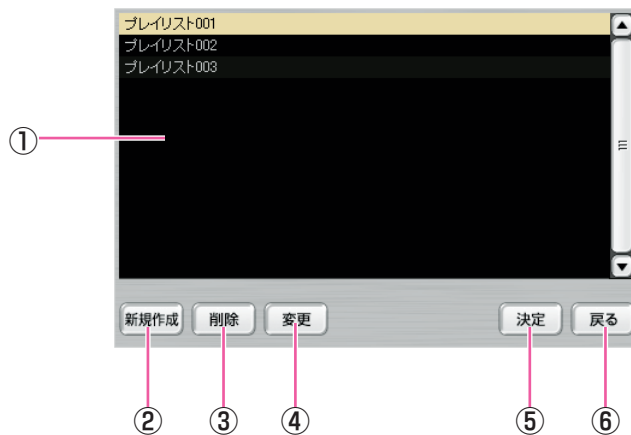 プレイリスト001
プレイリスト002
プレイリスト003
①
新規作成 削除 変更 決定 戻る
② ③ ④ ⑤ ⑥